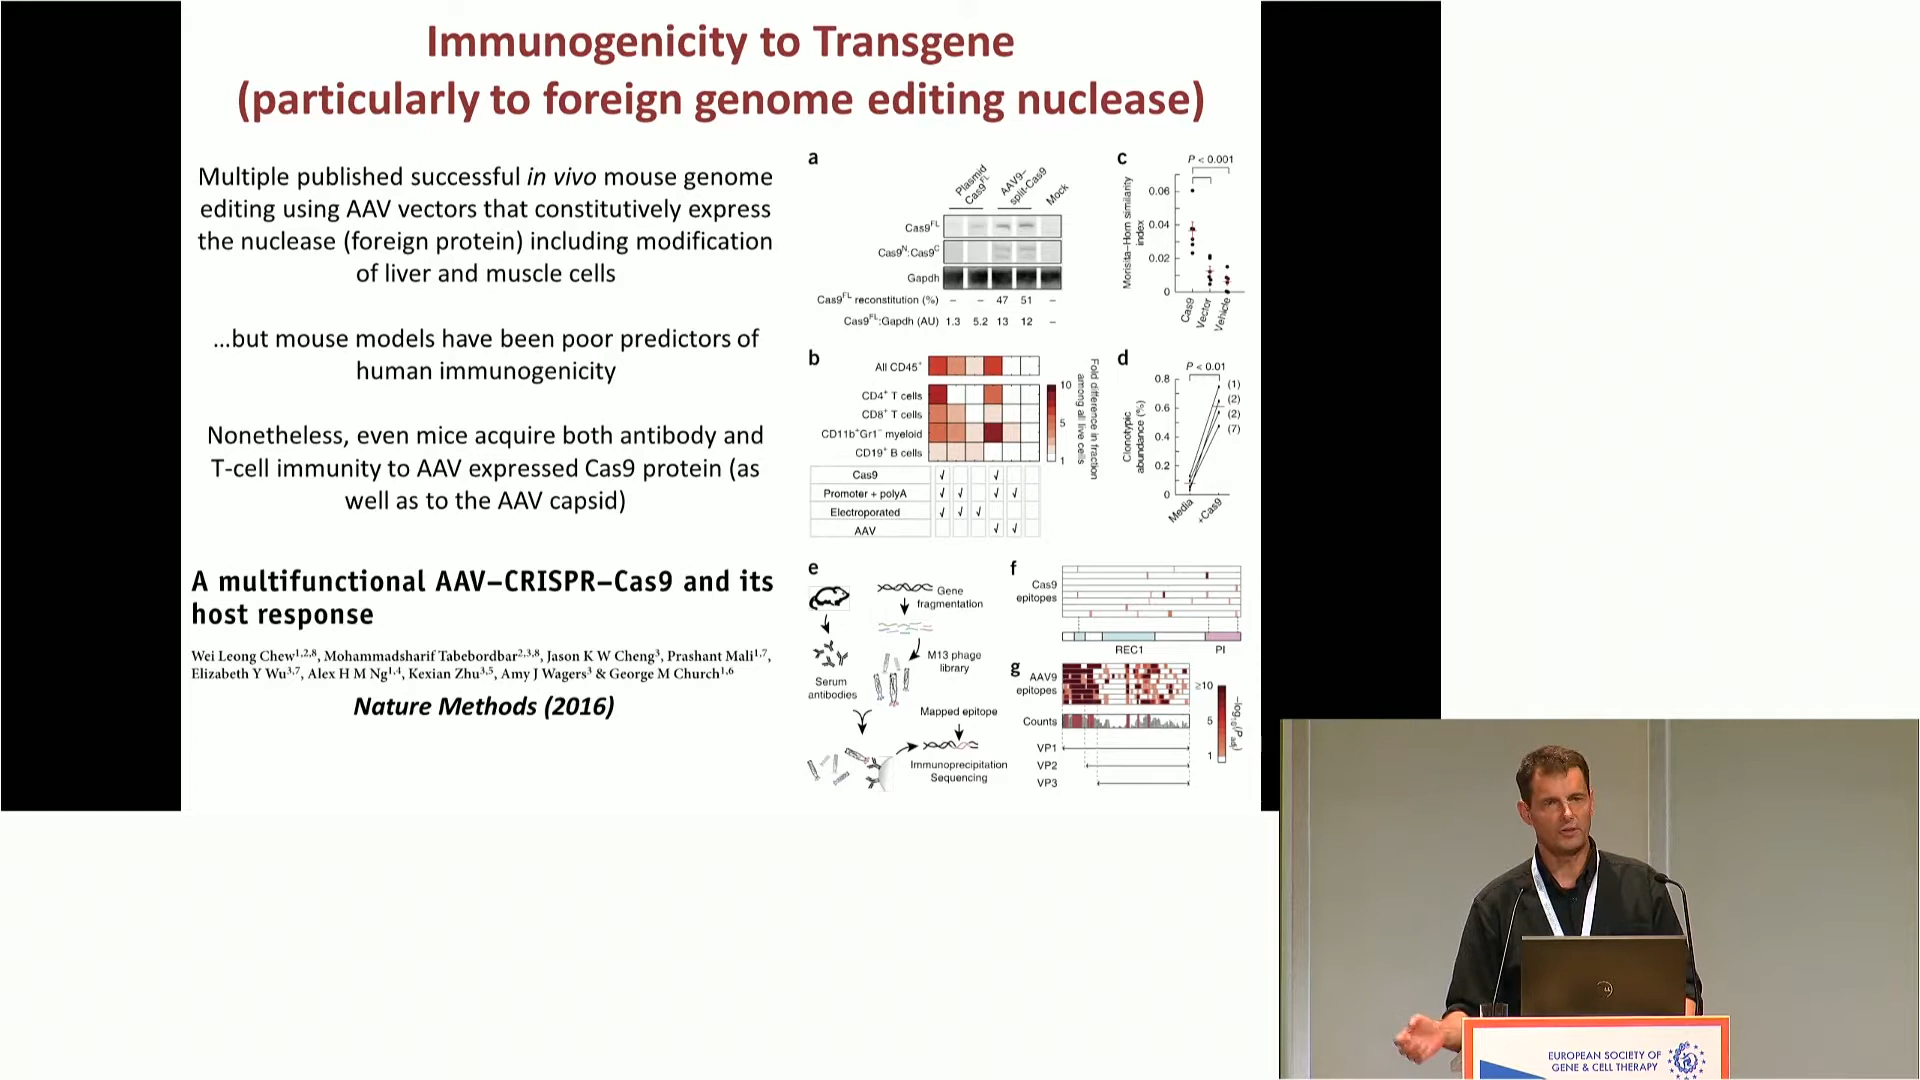 Immunogenicity to Transgene
(particularly to foreign genome editing nuclease)
Multiple published successful in vivo mouse genome
editing using AAV vectors that constitutively express
the nuclease (foreign protein) including modification
of liver and muscle cells
...but mouse models have been poor predictors of
human immunogenicity
Nonetheless, even mice acquire both antibody and
T-cell immunity to AAV expressed Cas9 protein (as
well as to the AAV capsid)
A multifunctional AAV–CRISPR–Cas9 and its
host response
Wei Leong Chew1,2,8, Mohammadsharif Tabebordbar2,3,8, Jason K W Cheng3, Prashant Mali1,7,
Elizabeth Y Wu3,7, Alex H M Ng1,4, Kexian Zhu3,5, Amy J Wagers3 & George M Church1,6
Nature Methods (2016)
a
Plasmid
Cas9FL
AAV9–
split-Cas9
Mock
Cas9FL
Cas9N:Cas9C
Gapdh
Cas9FL reconstitution (%) – – 47 51 –
Cas9FL:Gapdh (AU) 1.3 5.2 13 12 –
b
All CD45+
CD4+ T cells
CD8+ T cells
CD11b+Gr1− myeloid
CD19+ B cells
10
5
1
Fold difference in fraction
among all live cells
Cas9 √ √
Promoter + polyA √ √ √ √
Electroporated √ √ √
AAV √ √
c
P < 0.001
Morisita–Horn similarity
index
0.06
0.04
0.02
0
Cas9
Vector
Vehicle
d
P < 0.01
Clonotypic
abundance (%)
0.8
0.6
0.4
0.2
0
(1)
(2)
(2)
(7)
Media
+Cas9
e
Gene
fragmentation
M13 phage
library
Serum
antibodies
Mapped epitope
Immunoprecipitation
Sequencing
f
Cas9
epitopes
REC1 PI
g
AAV9
epitopes
Counts
VP1
VP2
VP3
≥10
5
1
−log10(Padj)
EUROPEAN SOCIETY OF
GENE & CELL THERAPY